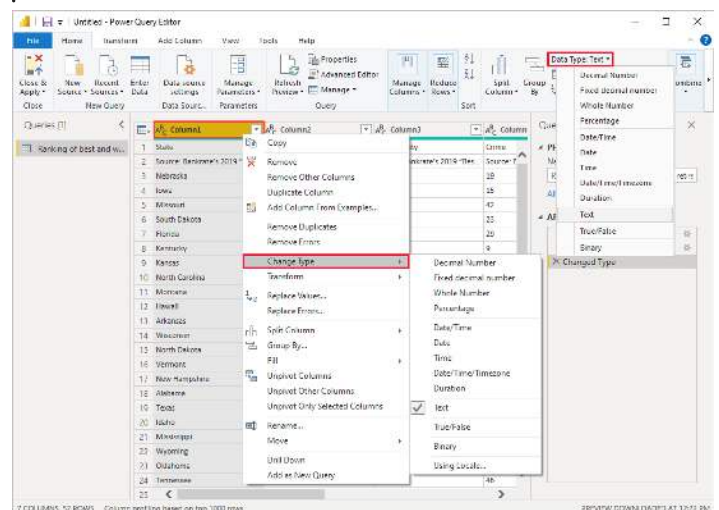 Untitled - Power Query Editor
File Home Transform Add Column View Tools Help
Close & Apply
New Source
Recent Sources
Enter Data
Data source settings
Manage Parameters
Refresh Preview
Properties
Advanced Editor
Manage
Manage Columns
Reduce Rows
Split Column
Group By
Data Type: Text
Close
New Query
Data Sourc...
Parameters
Query
Sort
Decimal Number
Fixed decimal number
Whole Number
Percentage
Date/Time
Date
Time
Date/Time/Timezone
Duration
Text
True/False
Binary
Queries [1]
Ranking of best and w...
Column1 Column2 Column3 Column
1 State Crime
2 Source: Bankrate's 2019 "
3 Nebraska 19
4 Iowa 15
5 Missouri 42
6 South Dakota 23
7 Florida 29
8 Kentucky 9
9 Kansas
10 North Carolina
11 Montana
12 Hawaii
13 Arkansas
14 Wisconsin
15 North Dakota
16 Vermont
17 New Hampshire
18 Alabama
19 Texas
20 Idaho
21 Mississippi
22 Wyoming
23 Oklahoma
24 Tennessee 46
25
Copy
Remove
Remove Other Columns
Duplicate Column
Add Column From Examples...
Remove Duplicates
Remove Errors
Change Type
Transform
Replace Values...
Replace Errors...
Split Column
Group By...
Fill
Unpivot Columns
Unpivot Other Columns
Unpivot Only Selected Columns
Rename...
Move
Drill Down
Add as New Query
Decimal Number
Fixed decimal number
Whole Number
Percentage
Date/Time
Date
Time
Date/Time/Timezone
Duration
Text
True/False
Binary
Using Locale...
Changed Type
7 COLUMNS, 52 ROWS Column profiling based on top 1000 rows
PREVIEW DOWNLOADED AT 12:22 PM